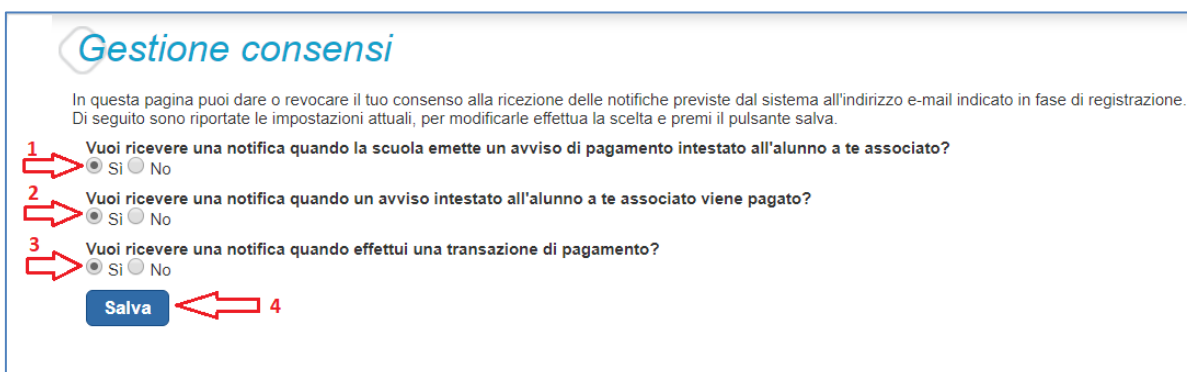 Gestione consensi
In questa pagina puoi dare o revocare il tuo consenso alla ricezione delle notifiche previste dal sistema all'indirizzo e-mail indicato in fase di registrazione.
Di seguito sono riportate le impostazioni attuali, per modificarle effettua la scelta e premi il pulsante salva.
1
Vuoi ricevere una notifica quando la scuola emette un avviso di pagamento intestato all'alunno a te associato?
Sì No
2
Vuoi ricevere una notifica quando un avviso intestato all'alunno a te associato viene pagato?
Sì No
3
Vuoi ricevere una notifica quando effettui una transazione di pagamento?
Sì No
Salva 4